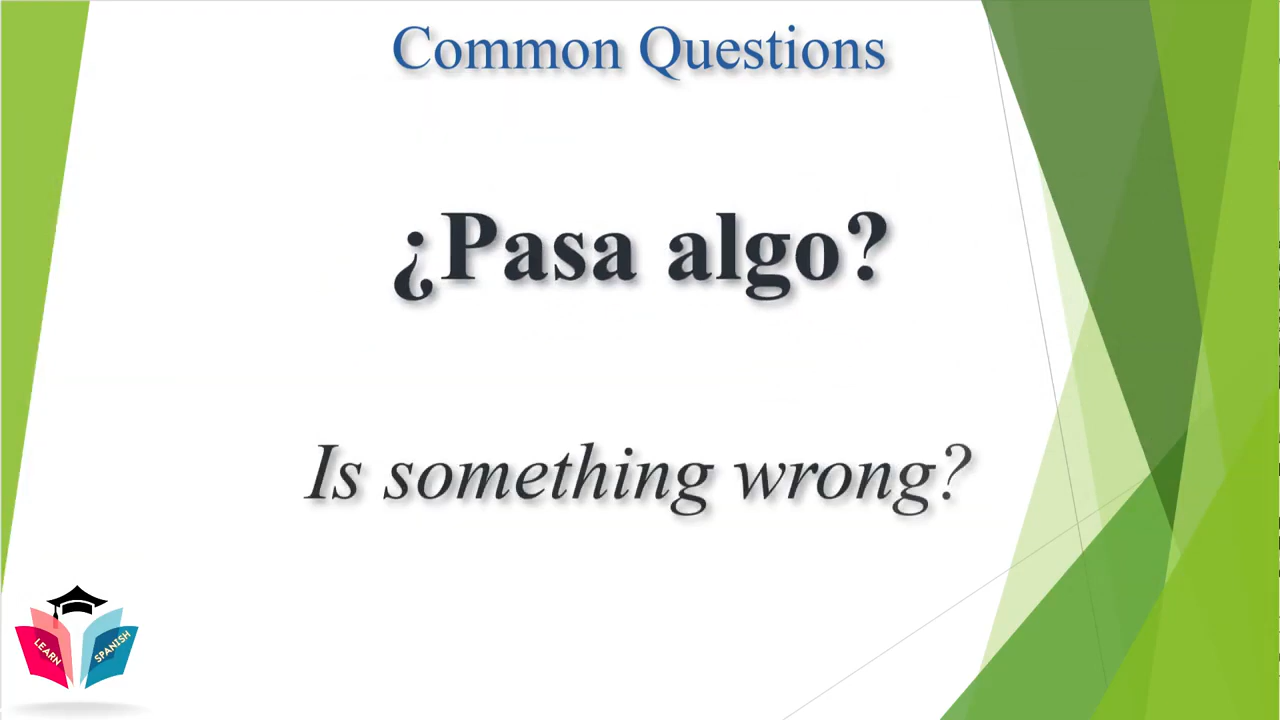 Common Questions
¿Pasa algo?
Is something wrong?
LEARN
SPANISH